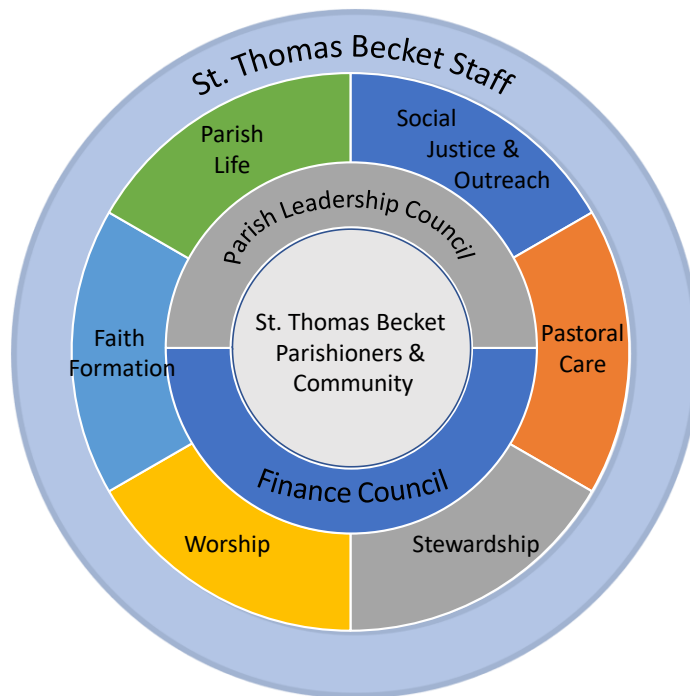 St. Thomas Becket Staff
Parish
Life
Social
Justice &
Outreach
Parish Leadership Council
Faith
Formation
St. Thomas Becket
Parishioners &
Community
Pastoral
Care
Finance Council
Worship
Stewardship